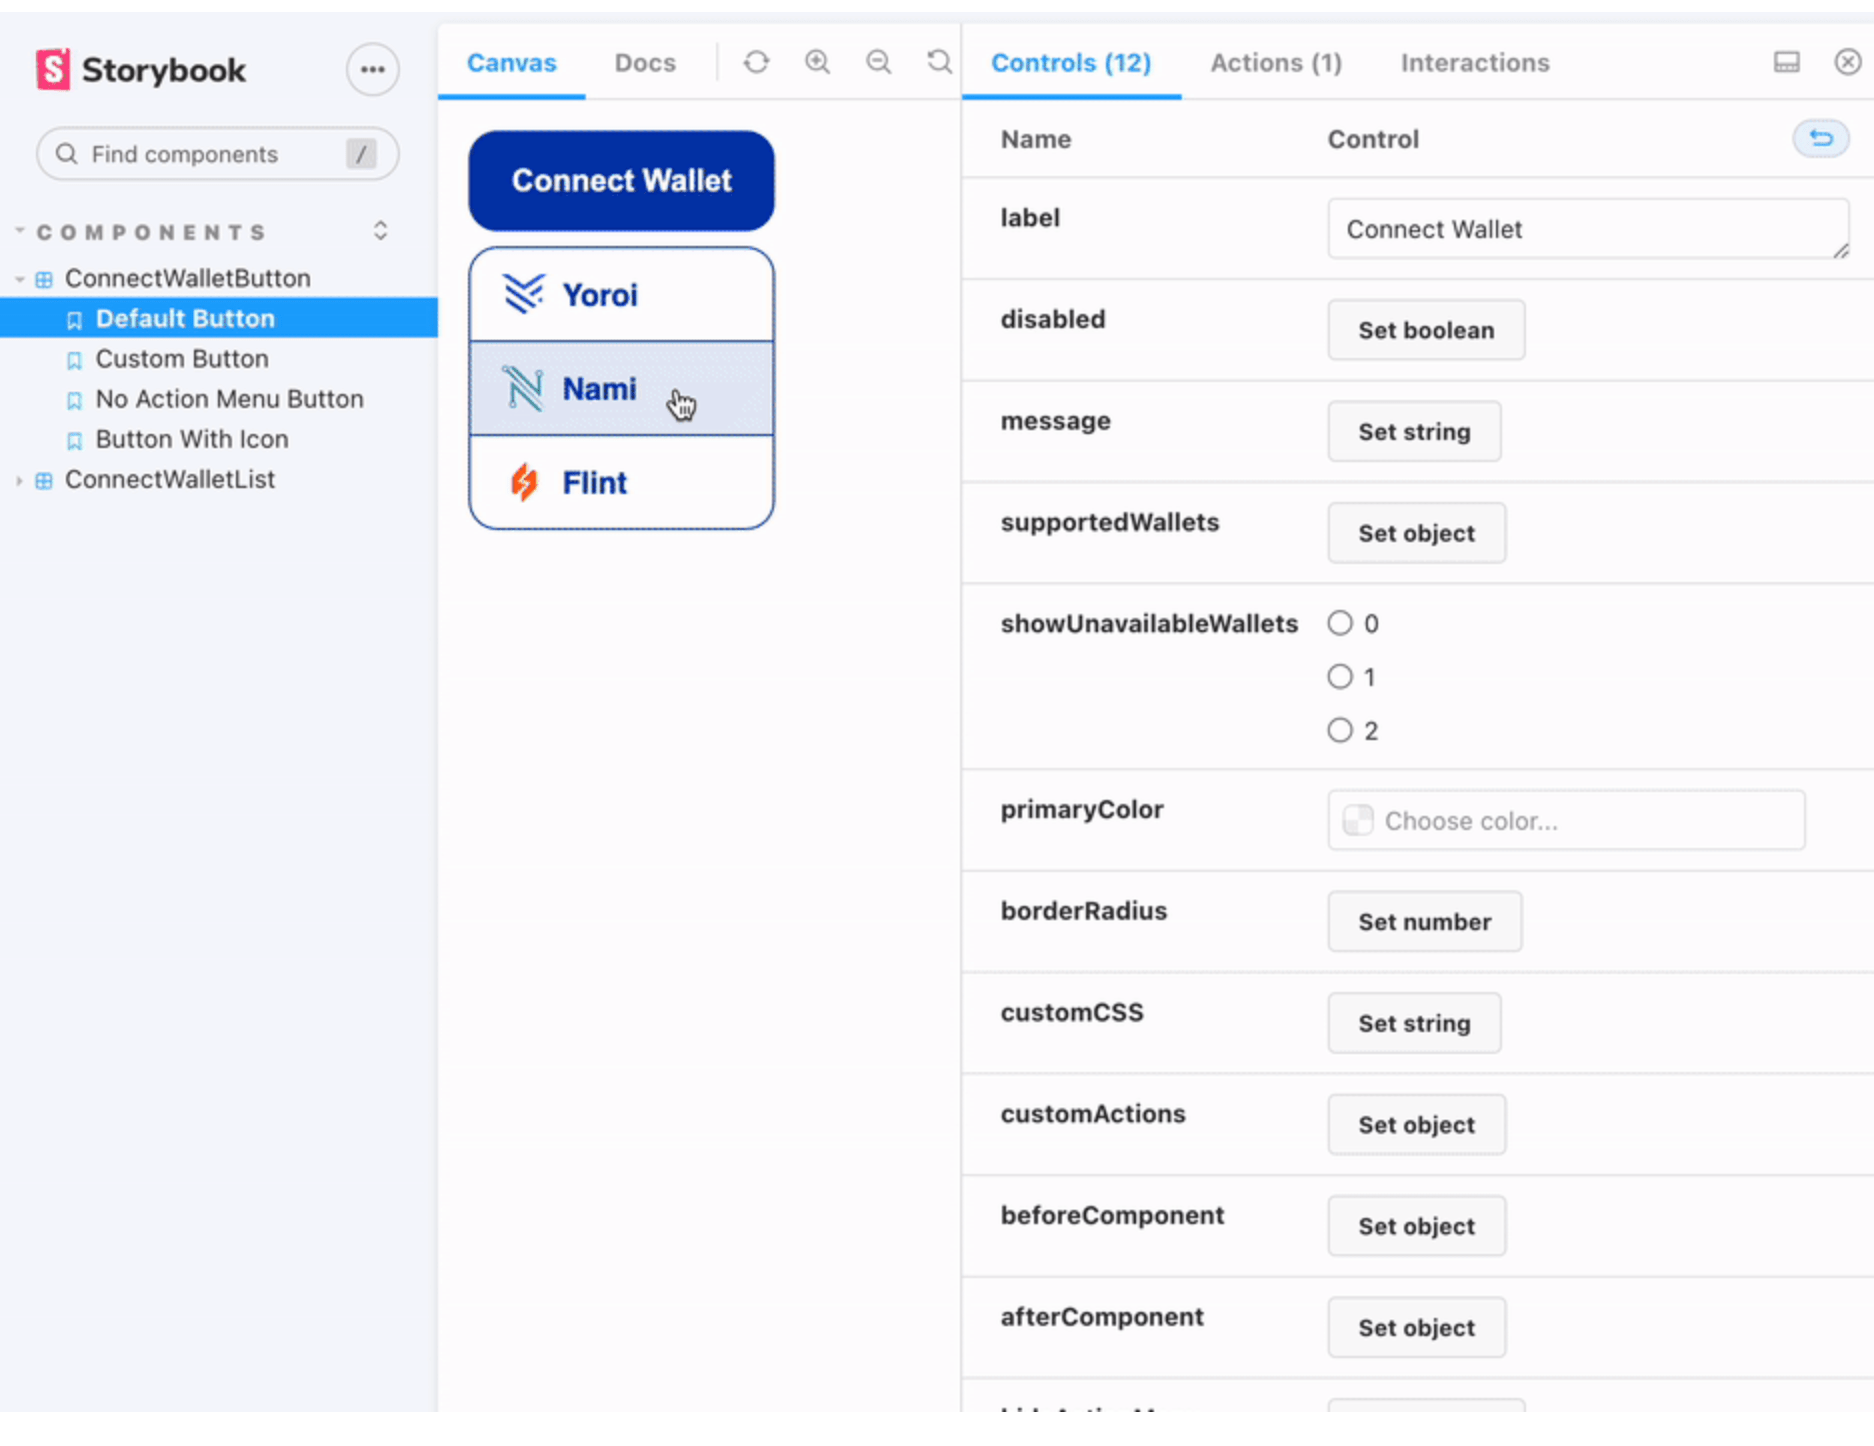 Storybook
Find components /
COMPONENTS
ConnectWalletButton
Default Button
Custom Button
No Action Menu Button
Button With Icon
ConnectWalletList
Canvas Docs
Connect Wallet
Yoroi
Nami
Flint
Controls (12) Actions (1) Interactions
Name Control
label Connect Wallet
disabled Set boolean
message Set string
supportedWallets Set object
showUnavailableWallets 0
1
2
primaryColor Choose color...
borderRadius Set number
customCSS Set string
customActions Set object
beforeComponent Set object
afterComponent Set object